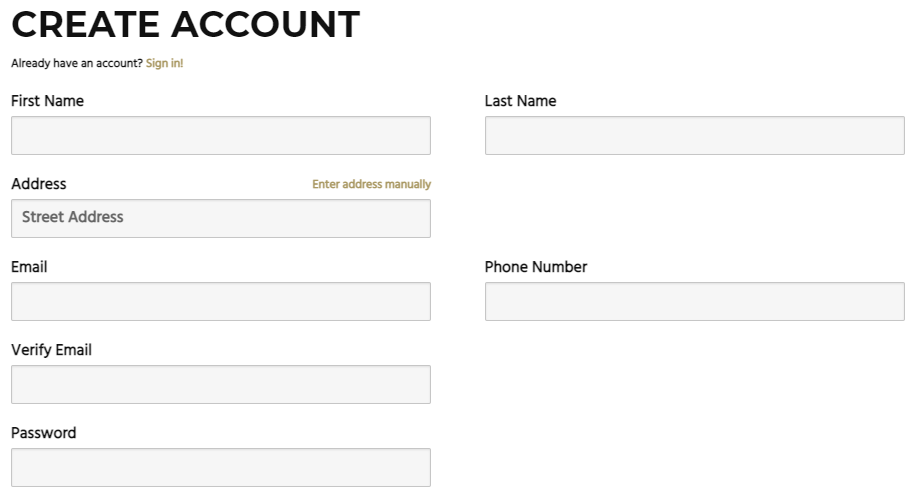 CREATE ACCOUNT
Already have an account? Sign in!
First Name
Last Name
Address
Enter address manually
Street Address
Email
Phone Number
Verify Email
Password